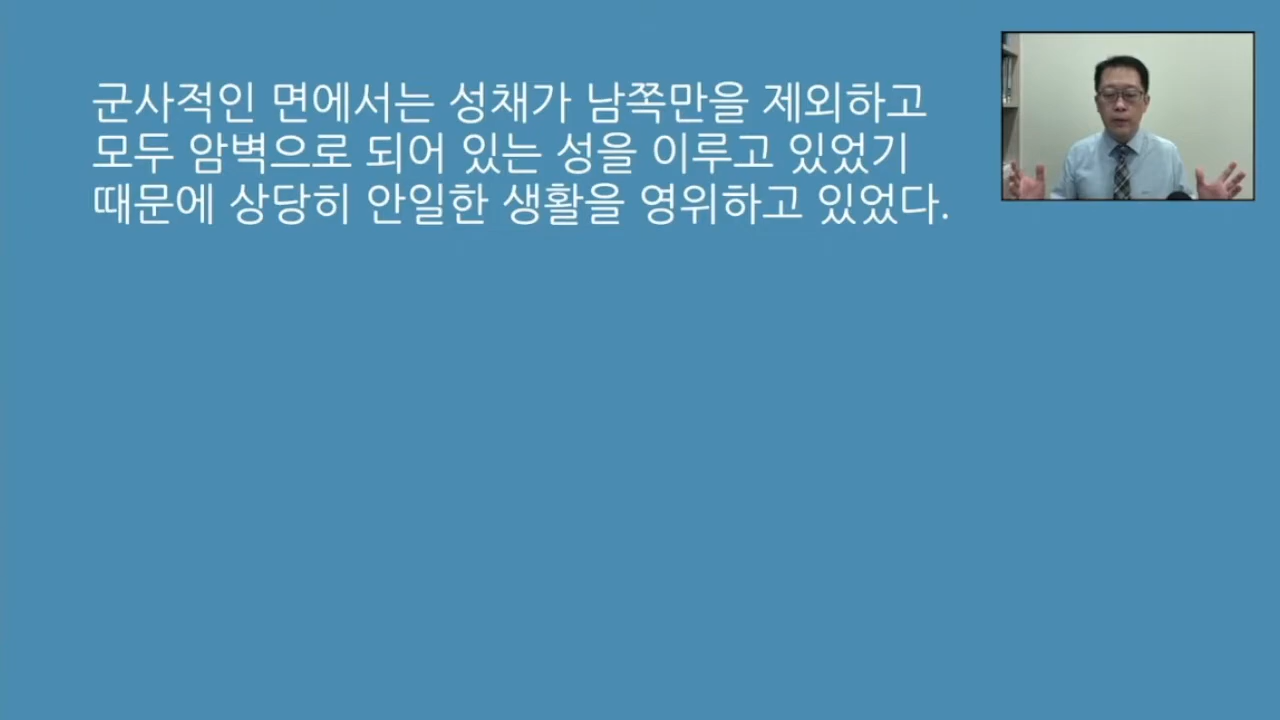 군사적인 면에서는 성채가 남쪽만을 제외하고
모두 암벽으로 되어 있는 성을 이루고 있었기
때문에 상당히 안일한 생활을 영위하고 있었다.